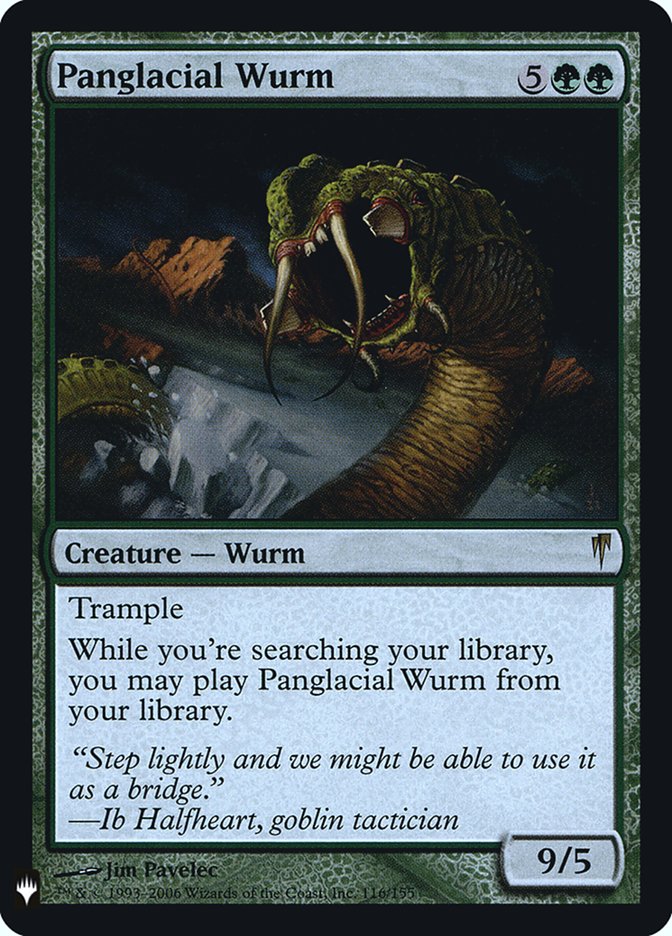 Panglacial Wurm 5
Creature — Wurm
Trample
While you're searching your library,
you may play Panglacial Wurm from
your library.
"Step lightly and we might be able to use it
as a bridge."
—Ib Halfheart, goblin tactician
9/5
Jim Pavelec
™ & © 1993–2006 Wizards of the Coast, Inc. 116/155